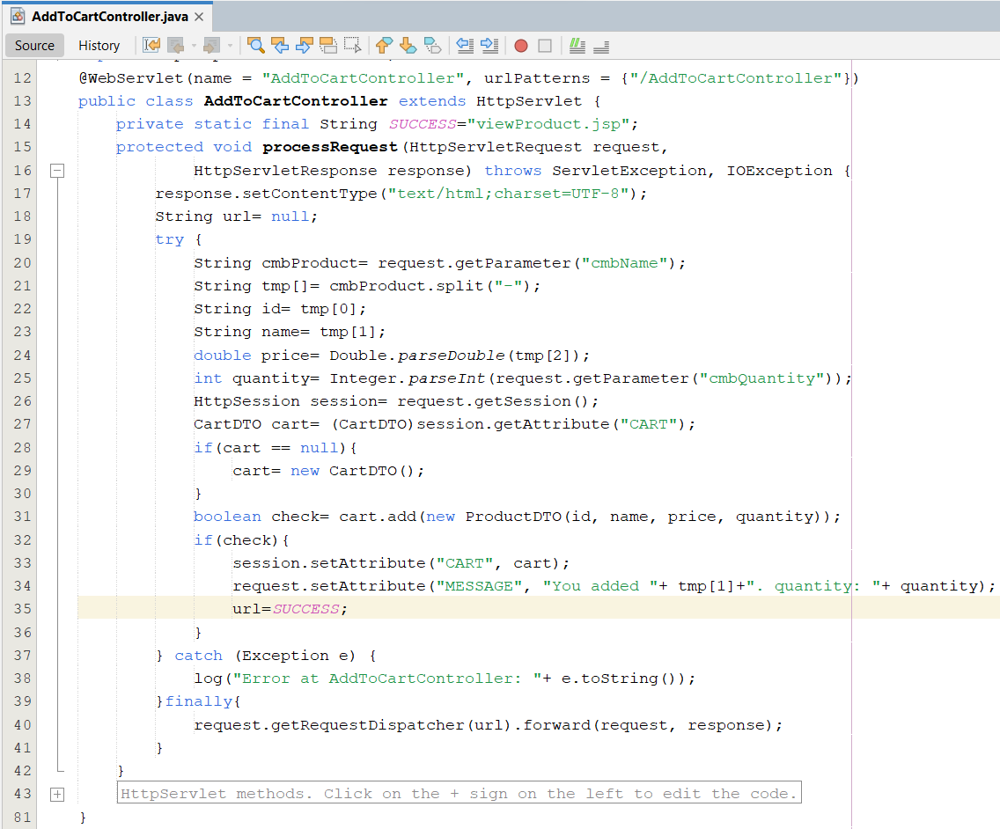 AddToCartController.java
Source History
12 @WebServlet(name = "AddToCartController", urlPatterns = {"/AddToCartController"})
13 public class AddToCartController extends HttpServlet {
14 private static final String SUCCESS="viewProduct.jsp";
15 protected void processRequest(HttpServletRequest request,
16 HttpServletResponse response) throws ServletException, IOException {
17 response.setContentType("text/html;charset=UTF-8");
18 String url= null;
19 try {
20 String cmbProduct= request.getParameter("cmbName");
21 String tmp[]= cmbProduct.split("-");
22 String id= tmp[0];
23 String name= tmp[1];
24 double price= Double.parseDouble(tmp[2]);
25 int quantity= Integer.parseInt(request.getParameter("cmbQuantity"));
26 HttpSession session= request.getSession();
27 CartDTO cart= (CartDTO)session.getAttribute("CART");
28 if(cart == null){
29 cart= new CartDTO();
30 }
31 boolean check= cart.add(new ProductDTO(id, name, price, quantity));
32 if(check){
33 session.setAttribute("CART", cart);
34 request.setAttribute("MESSAGE", "You added "+ tmp[1]+". quantity: "+ quantity);
35 url=SUCCESS;
36 }
37 } catch (Exception e) {
38 log("Error at AddToCartController: "+ e.toString());
39 }finally{
40 request.getRequestDispatcher(url).forward(request, response);
41 }
42 }
43 HttpServlet methods. Click on the + sign on the left to edit the code.
81 }